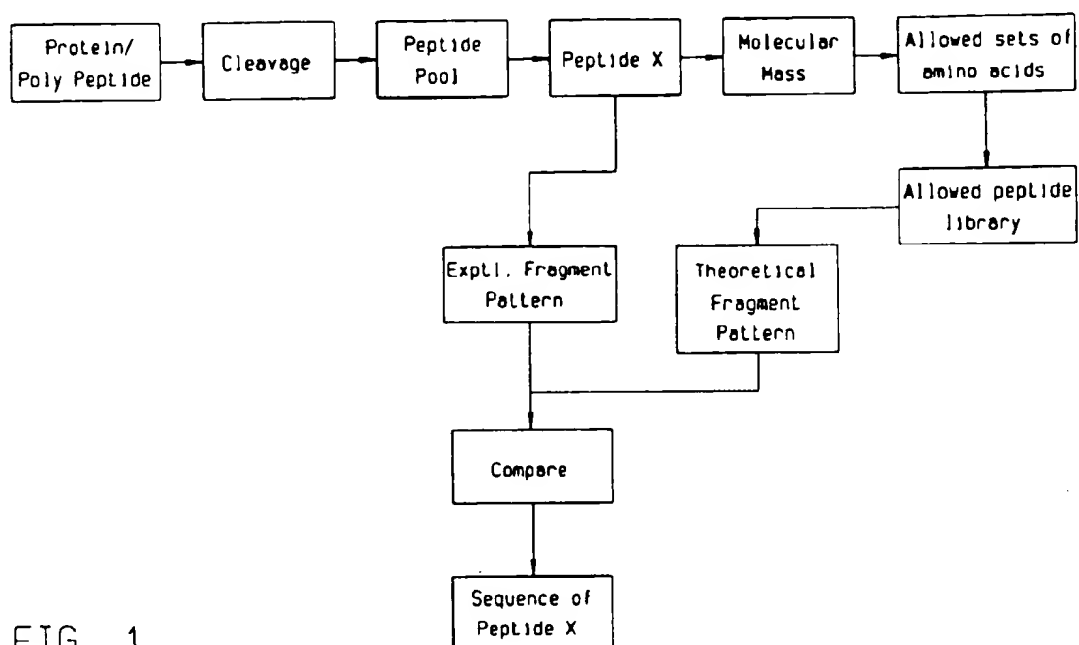 Protein/
Poly Peptide
Cleavage
Peptide
Pool
Peptide X
Molecular
Mass
Allowed sets of
amino acids
Allowed peptide
library
Exptl. Fragment
Pattern
Theoretical
Fragment
Pattern
Compare
Sequence of
Peptide X
FIG. 1